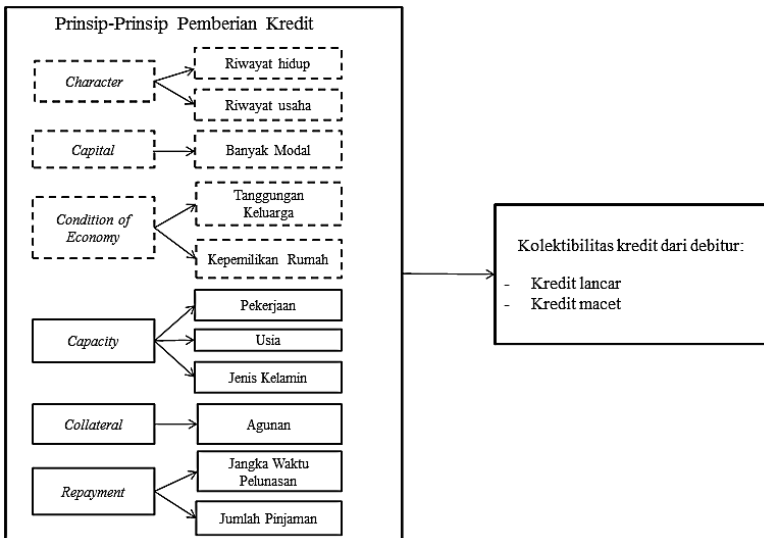 Prinsip-Prinsip Pemberian Kredit
Character
Riwayat hidup
Riwayat usaha
Capital
Banyak Modal
Condition of
Economy
Tanggungan
Keluarga
Kepemilikan Rumah
Capacity
Pekerjaan
Usia
Jenis Kelamin
Collateral
Agunan
Repayment
Jangka Waktu
Pelunasan
Jumlah Pinjaman
Kolektibilitas kredit dari debitur:
- Kredit lancar
- Kredit macet